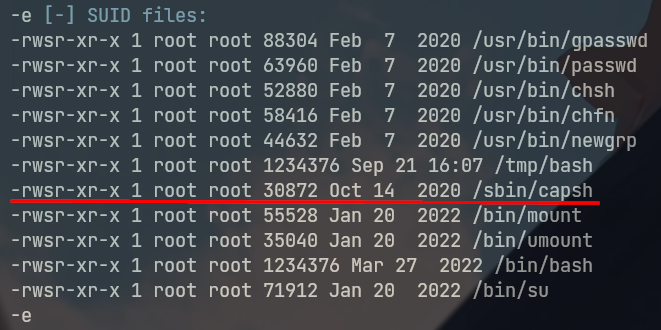 -e [-] SUID files:
-rwsr-xr-x 1 root root 88304 Feb  7  2020 /usr/bin/gpasswd
-rwsr-xr-x 1 root root 63960 Feb  7  2020 /usr/bin/passwd
-rwsr-xr-x 1 root root 52880 Feb  7  2020 /usr/bin/chsh
-rwsr-xr-x 1 root root 58416 Feb  7  2020 /usr/bin/chfn
-rwsr-xr-x 1 root root 44632 Feb  7  2020 /usr/bin/newgrp
-rwsr-xr-x 1 root root 1234376 Sep 21 16:07 /tmp/bash
-rwsr-xr-x 1 root root 30872 Oct 14  2020 /sbin/capsh
-rwsr-xr-x 1 root root 55528 Jan 20  2022 /bin/mount
-rwsr-xr-x 1 root root 35040 Jan 20  2022 /bin/umount
-rwsr-xr-x 1 root root 1234376 Mar 27  2022 /bin/bash
-rwsr-xr-x 1 root root 71912 Jan 20  2022 /bin/su
-e